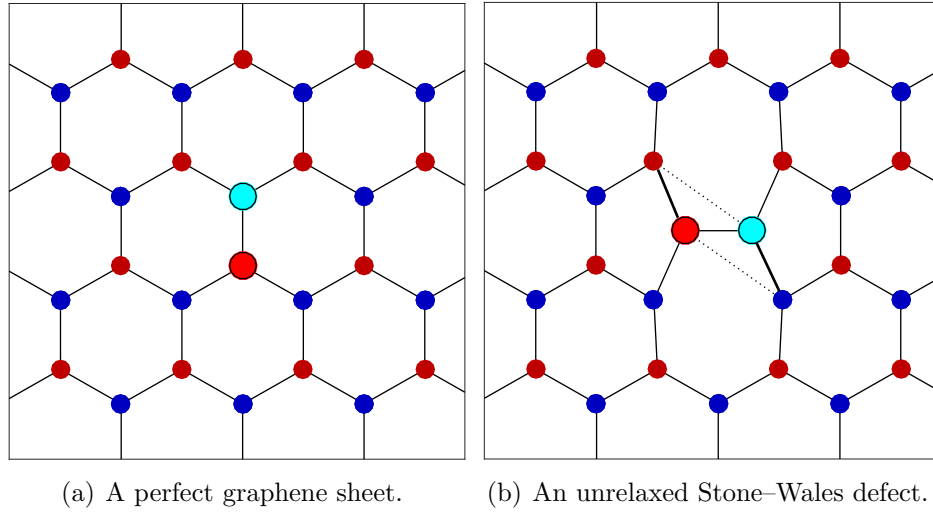 (a) A perfect graphene sheet.
(b) An unrelaxed Stone–Wales defect.